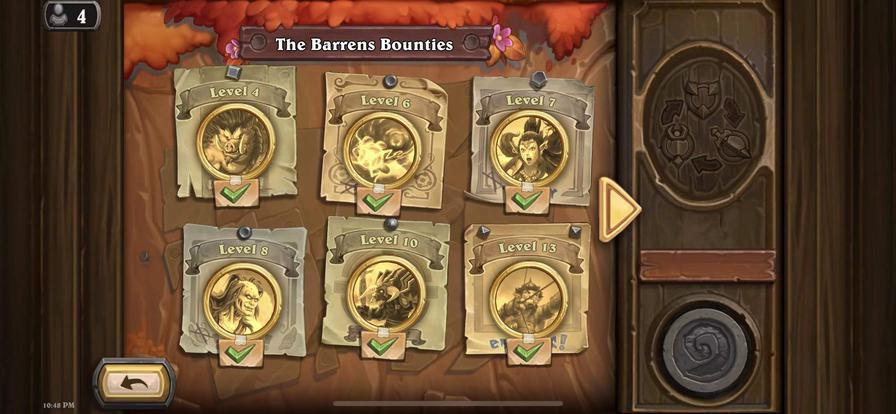 4
The Barrens Bounties
Level 4
Level 6
Level 7
Level 8
Level 10
Level 13
10:48 PM